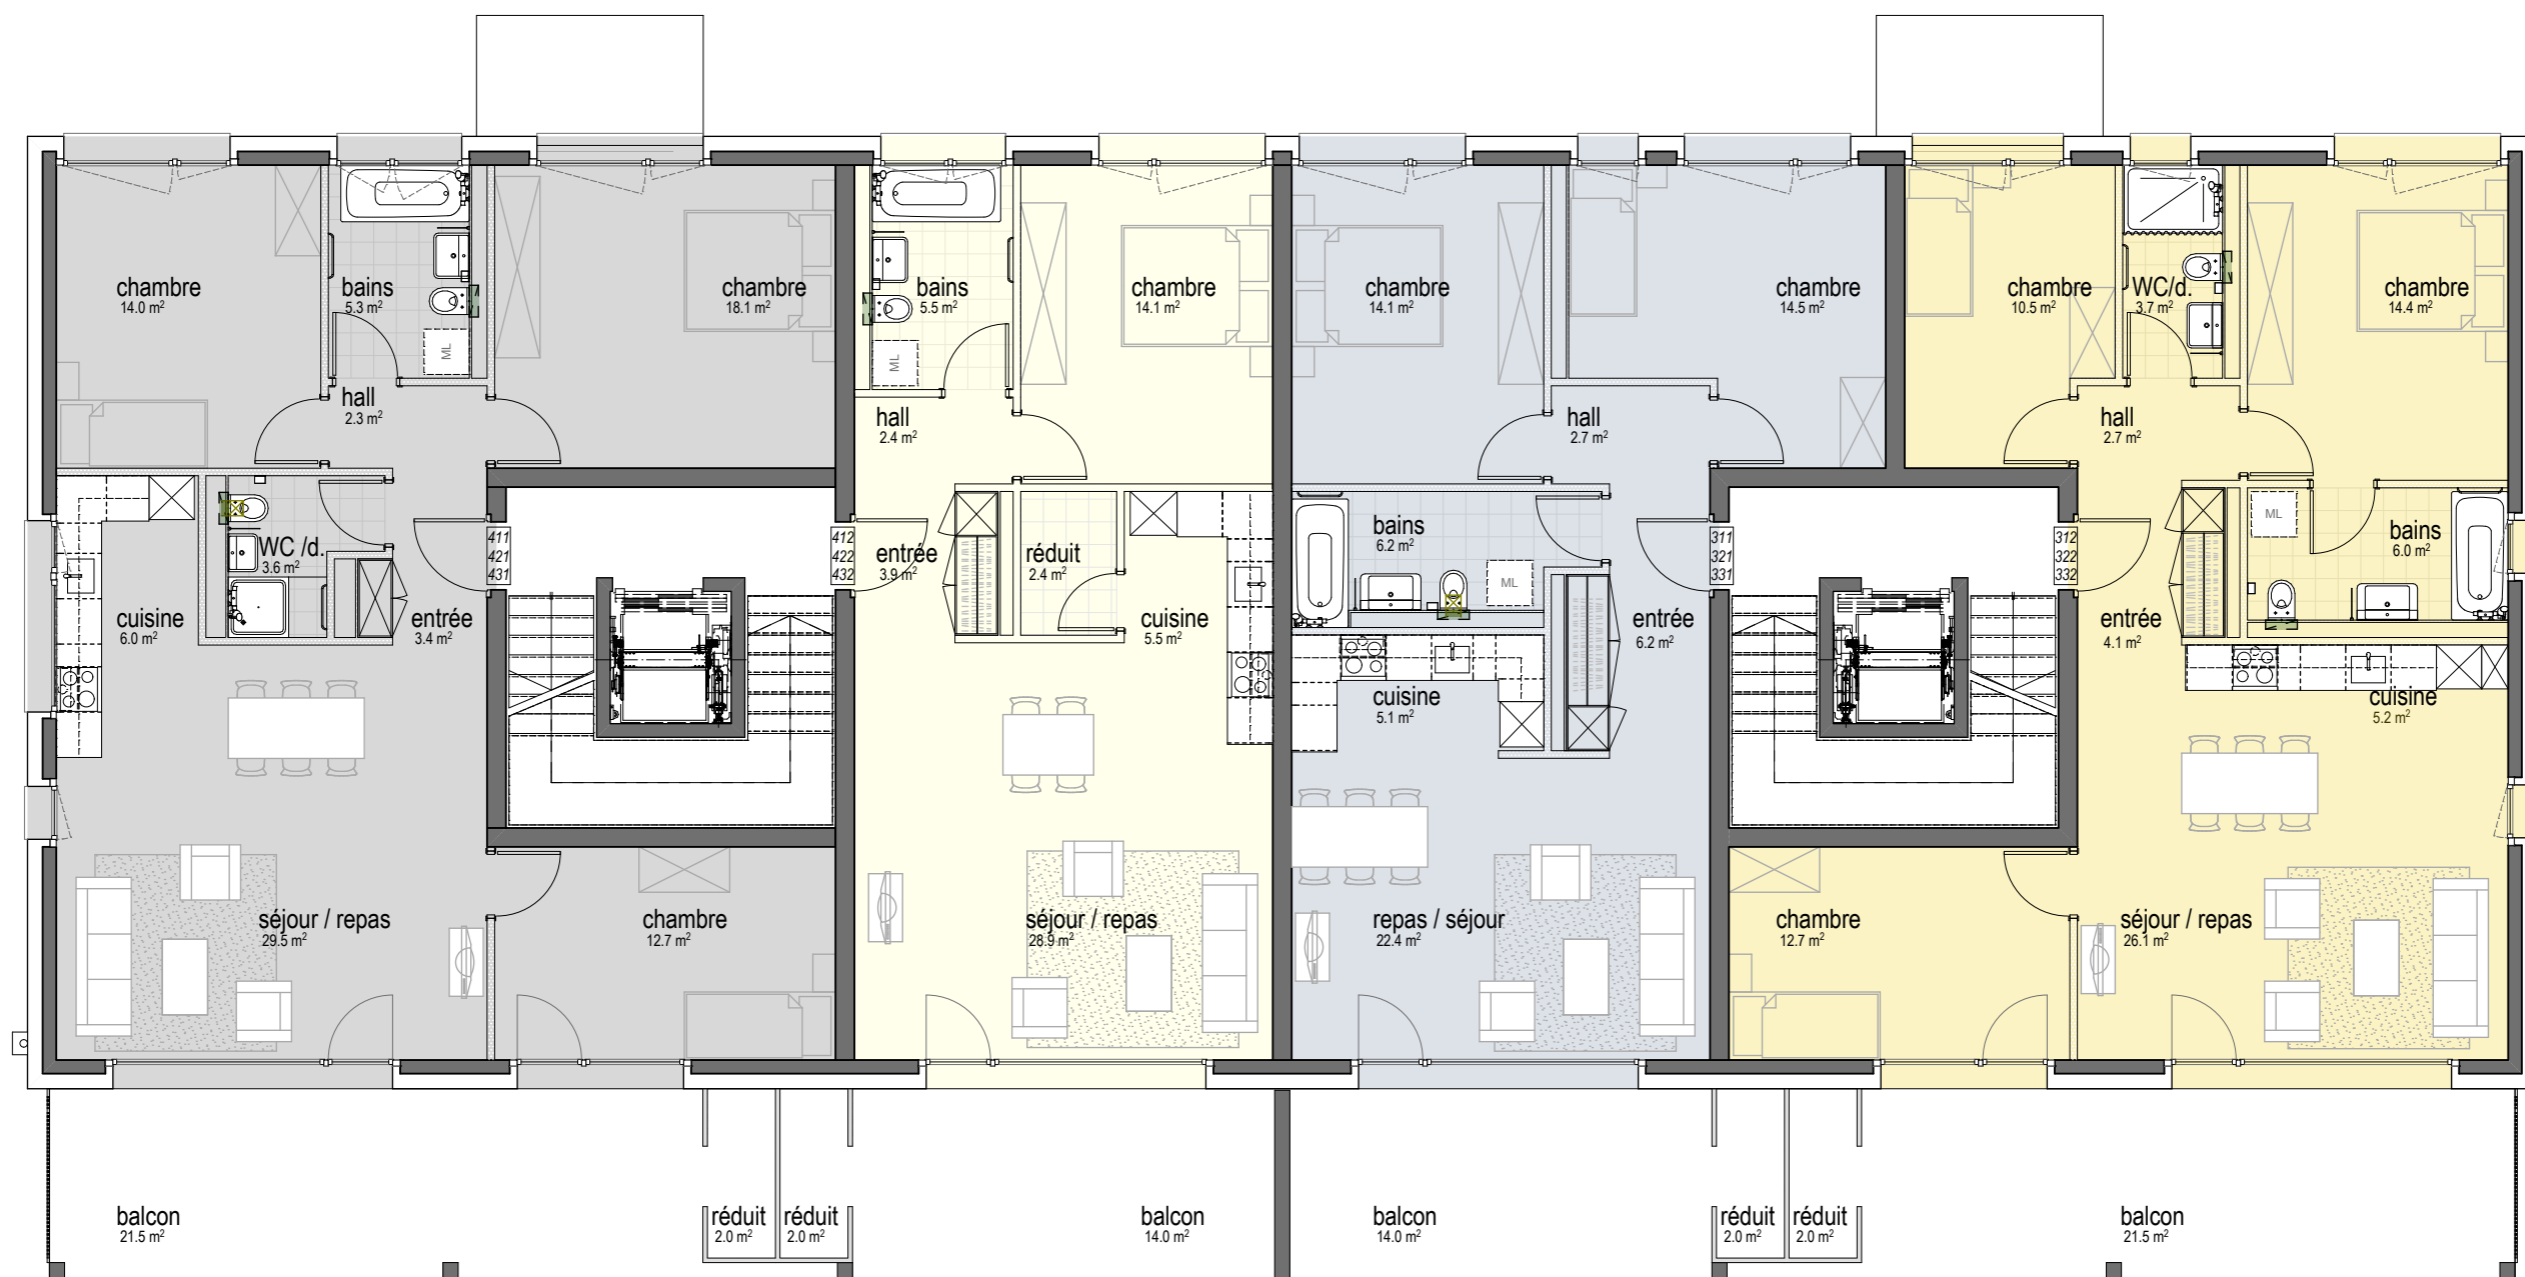 chambre
14.0 m²
bains
5.3 m²
ML
chambre
18.1 m²
hall
2.3 m²
WC /d.
3.6 m²
cuisine
6.0 m²
entrée
3.4 m²
411
421
431
séjour / repas
29.5 m²
chambre
12.7 m²
balcon
21.5 m²
réduit
2.0 m²
bains
5.5 m²
ML
chambre
14.1 m²
hall
2.4 m²
412
422
432
entrée
3.9 m²
réduit
2.4 m²
cuisine
5.5 m²
séjour / repas
28.9 m²
réduit
2.0 m²
balcon
14.0 m²
chambre
14.1 m²
chambre
14.5 m²
hall
2.7 m²
bains
6.2 m²
ML
311
321
331
entrée
6.2 m²
cuisine
5.1 m²
repas / séjour
22.4 m²
balcon
14.0 m²
réduit
2.0 m²
chambre
10.5 m²
WC/d.
3.7 m²
chambre
14.4 m²
hall
2.7 m²
312
322
332
ML
bains
6.0 m²
entrée
4.1 m²
cuisine
5.2 m²
chambre
12.7 m²
séjour / repas
26.1 m²
réduit
2.0 m²
balcon
21.5 m²